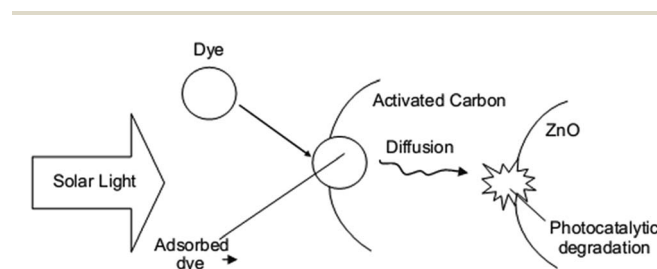 Dye
Activated Carbon
ZnO
Diffusion
Solar Light
Adsorbed
dye
Photocatalytic
degradation